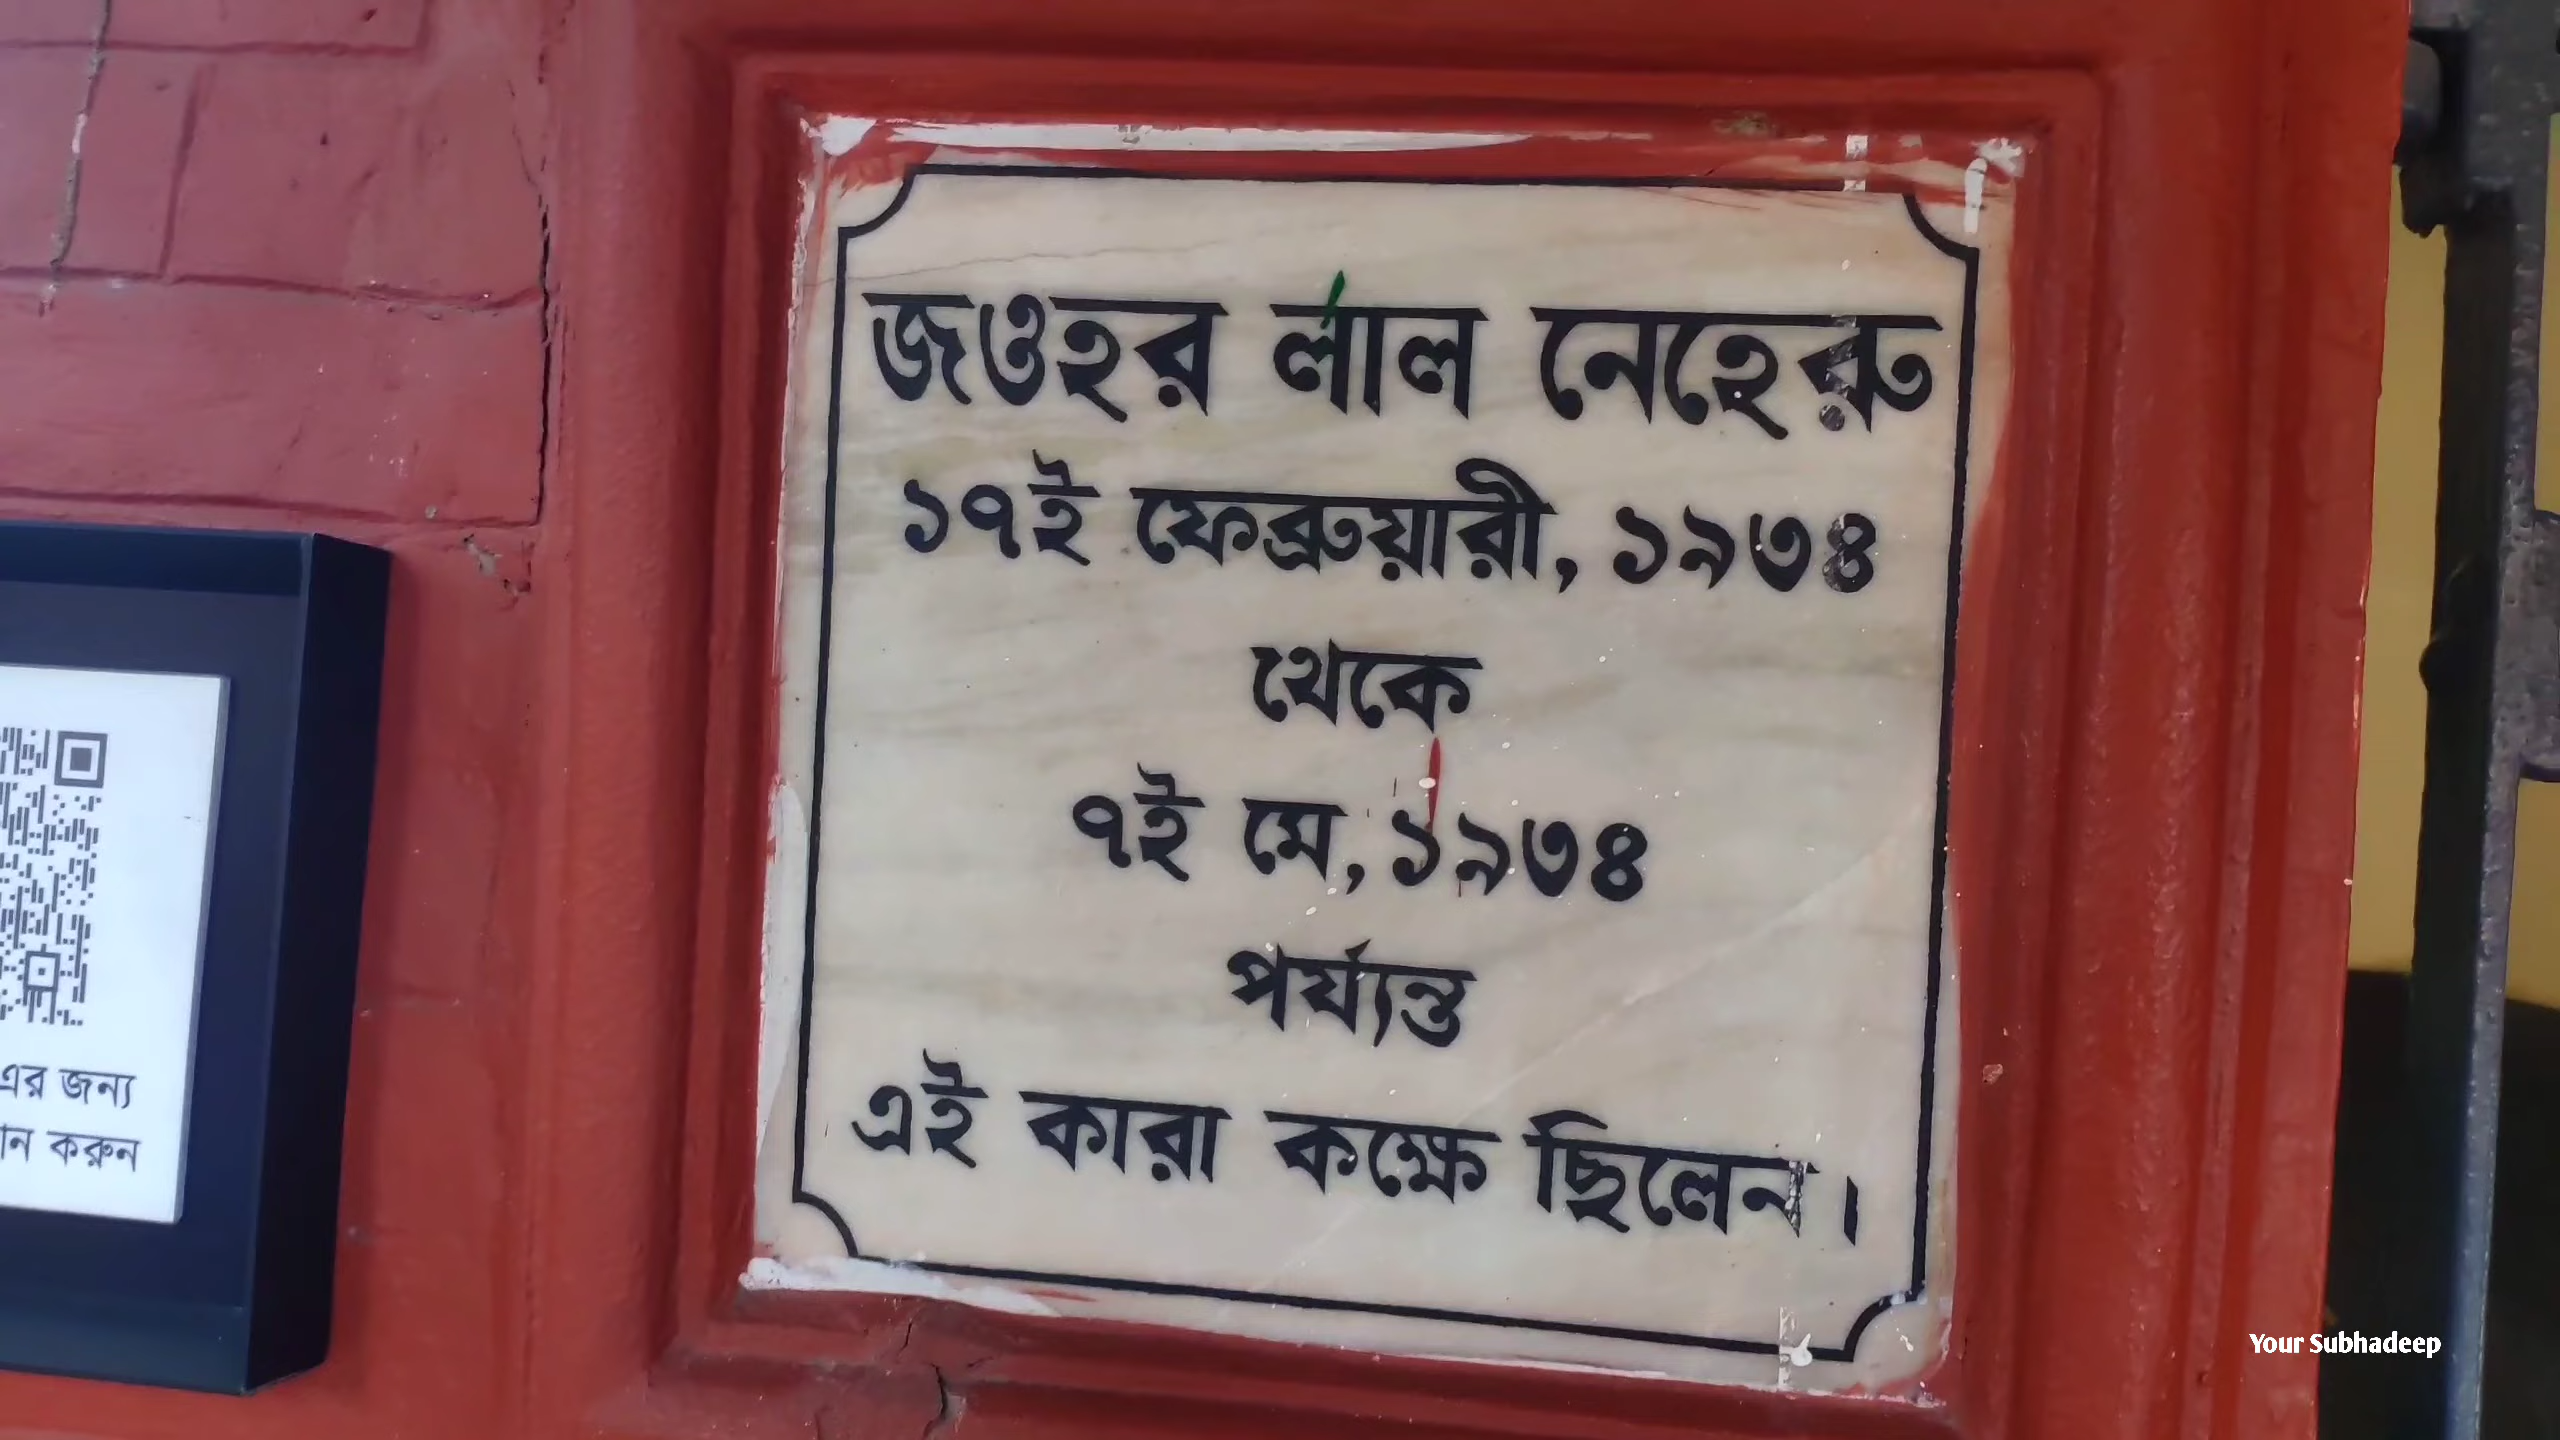 জওহর লাল নেহেরু
১৭ই ফেব্রুয়ারী, ১৯৩৪
থেকে
৭ই মে, ১৯৩৪
পর্য্যন্ত
এই কারা কক্ষে ছিলেন।
এর জন্য
করুন
Your Subhadeep